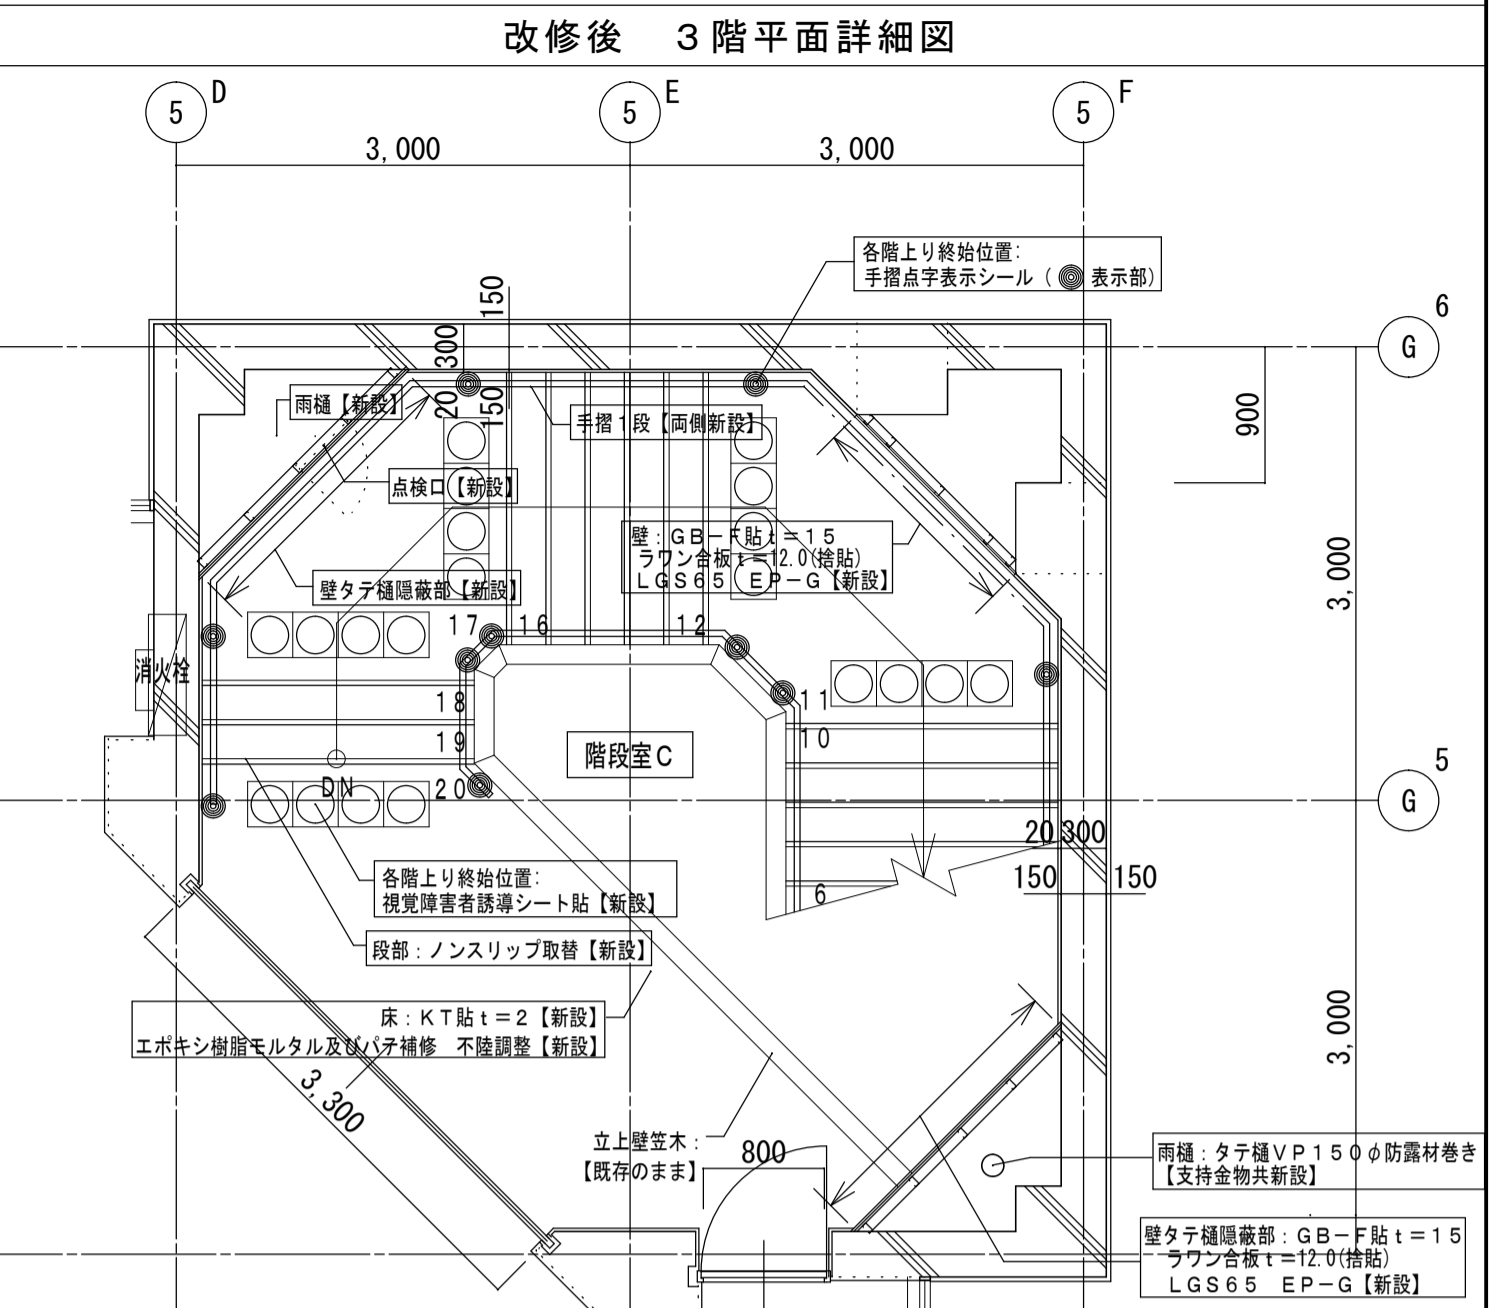 改修後　３階平面詳細図
5 D
5 E
5 F
3,000
3,000
各階上り終始位置：
手摺点字表示シール（ 表示部）
6
G
150
300
20
150
900
雨樋【新設】
手摺１段【両側新設】
点検口【新設】
壁：ＧＢ－Ｆ貼ｔ＝１５
ラワン合板ｔ＝12.0(捨貼)
ＬＧＳ６５　ＥＰ－Ｇ【新設】
壁タテ樋隠蔽部【新設】
3,000
17
16
12
消火栓
18
11
19
10
階段室Ｃ
DN
20
5
G
20
300
150
150
6
各階上り終始位置：
視覚障害者誘導シート貼【新設】
段部：ノンスリップ取替【新設】
床：ＫＴ貼ｔ＝２【新設】
エポキシ樹脂モルタル及びパテ補修　不陸調整【新設】
3,000
3,300
立上壁笠木：
【既存のまま】
800
雨樋：タテ樋ＶＰ１５０φ防露材巻き
【支持金物共新設】
壁タテ樋隠蔽部：ＧＢ－Ｆ貼ｔ＝１５
ラワン合板ｔ＝12.0(捨貼)
ＬＧＳ６５　ＥＰ－Ｇ【新設】